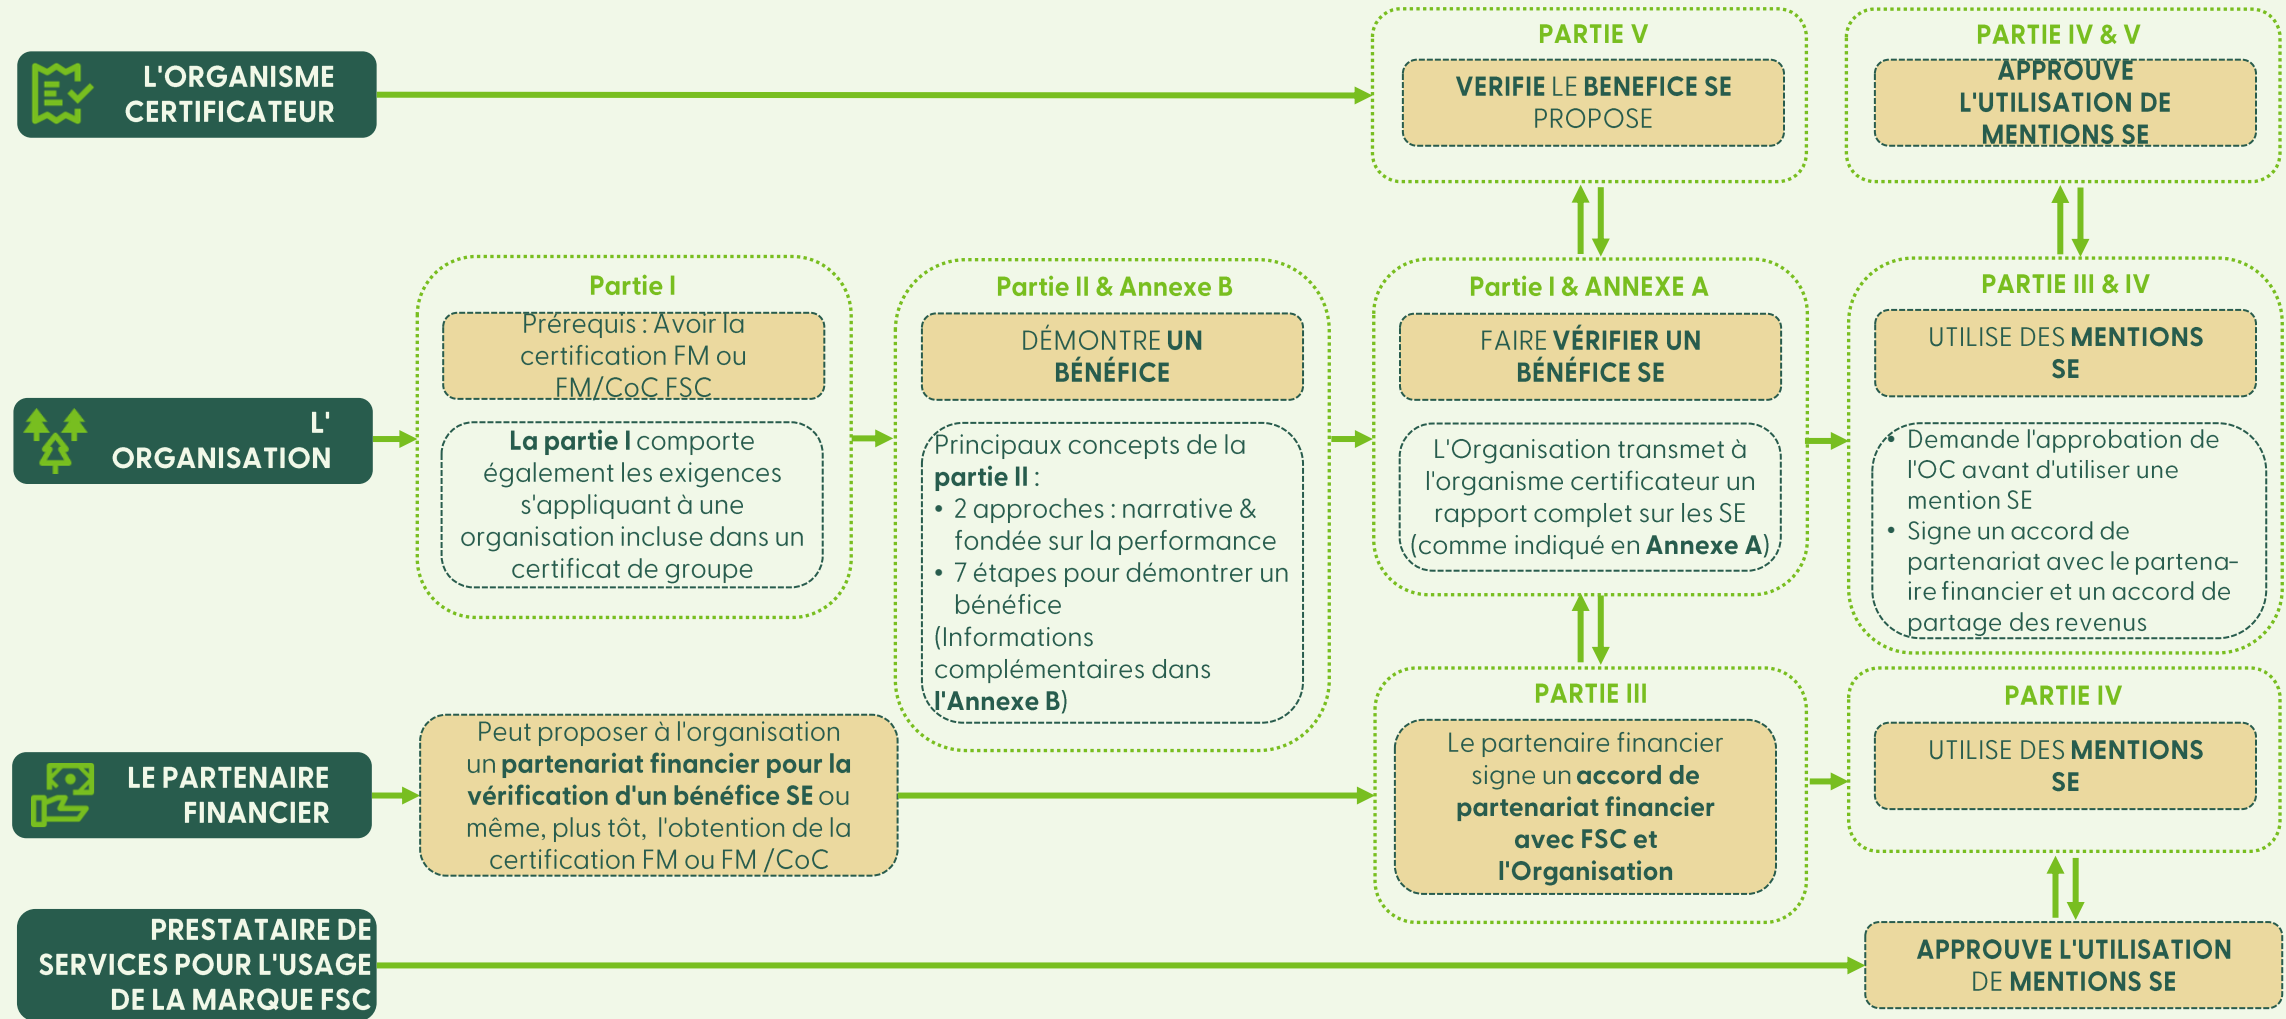 L'ORGANISME
CERTIFICATEUR
PARTIE V
VERIFIE LE BENEFICE SE
PROPOSE
PARTIE IV & V
APPROUVE
L'UTILISATION DE
MENTIONS SE
L'
ORGANISATION
Partie I
Prérequis : Avoir la
certification FM ou
FM/CoC FSC
La partie I comporte
également les exigences
s'appliquant à une
organisation incluse dans un
certificat de groupe
Partie II & Annexe B
DÉMONTRE UN
BÉNÉFICE
Principaux concepts de la
partie II :
• 2 approches : narrative &
fondée sur la performance
• 7 étapes pour démontrer un
bénéfice
(Informations
complémentaires dans
l'Annexe B)
Partie I & ANNEXE A
FAIRE VÉRIFIER UN
BÉNÉFICE SE
L'Organisation transmet à
l'organisme certificateur un
rapport complet sur les SE
(comme indiqué en Annexe A)
PARTIE III & IV
UTILISE DES MENTIONS
SE
• Demande l'approbation de
l'OC avant d'utiliser une
mention SE
• Signe un accord de
partenariat avec le partena-
ire financier et un accord de
partage des revenus
LE PARTENAIRE
FINANCIER
Peut proposer à l'organisation
un partenariat financier pour la
vérification d'un bénéfice SE ou
même, plus tôt, l'obtention de la
certification FM ou FM /CoC
PARTIE III
Le partenaire financier
signe un accord de
partenariat financier
avec FSC et
l'Organisation
PARTIE IV
UTILISE DES MENTIONS
SE
PRESTATAIRE DE
SERVICES POUR L'USAGE
DE LA MARQUE FSC
APPROUVE L'UTILISATION
DE MENTIONS SE